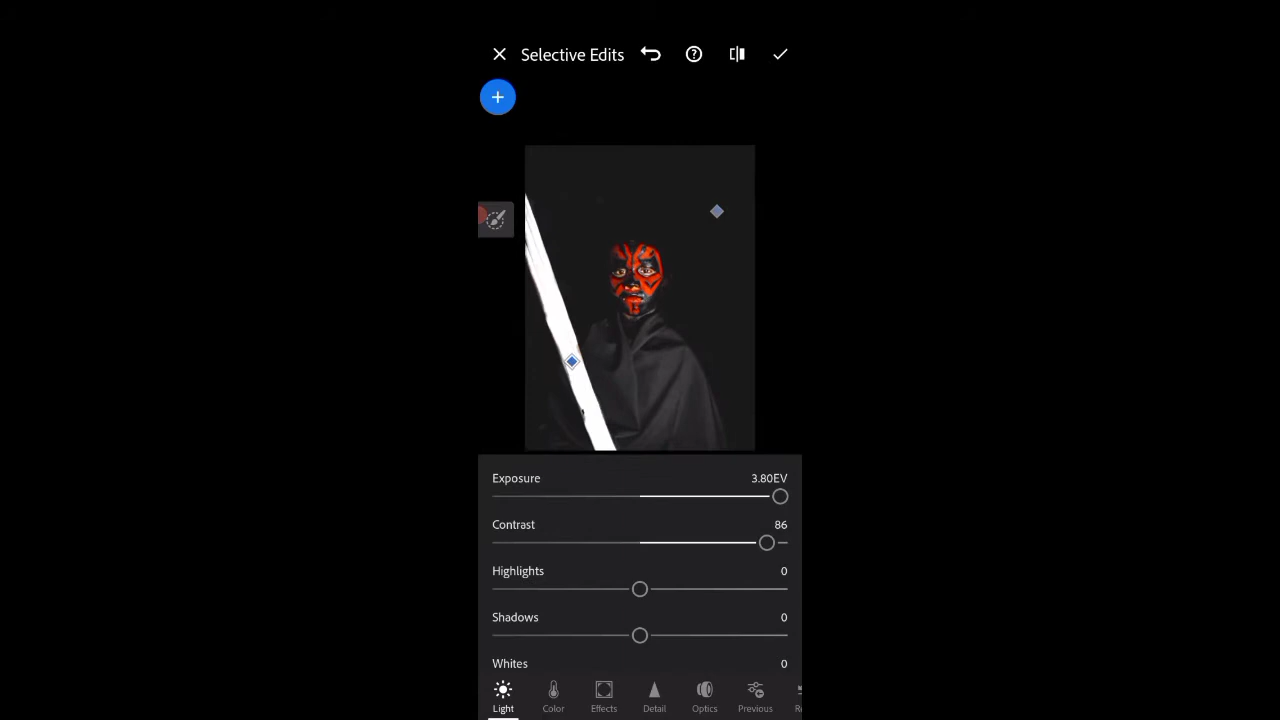 Selective Edits
Exposure 3.80EV
Contrast 86
Highlights 0
Shadows 0
Whites 0
Light Color Effects Detail Optics Previous